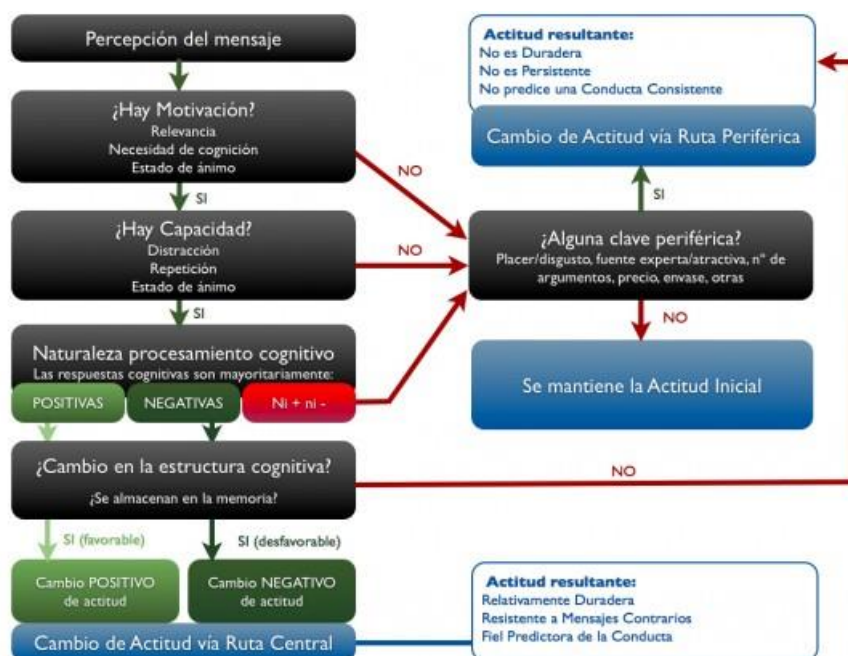 Percepción del mensaje
¿Hay Motivación?
Relevancia
Necesidad de cognición
Estado de ánimo
SI
NO
¿Hay Capacidad?
Distracción
Repetición
Estado de ánimo
SI
NO
Naturaleza procesamiento cognitivo
Las respuestas cognitivas son mayoritariamente:
POSITIVAS
NEGATIVAS
Ni + ni -
¿Cambio en la estructura cognitiva?
¿Se almacenan en la memoria?
NO
SI (favorable)
SI (desfavorable)
Cambio POSITIVO
de actitud
Cambio NEGATIVO
de actitud
Cambio de Actitud vía Ruta Central
Actitud resultante:
No es Duradera
No es Persistente
No predice una Conducta Consistente
Cambio de Actitud vía Ruta Periférica
SI
¿Alguna clave periférica?
Placer/disgusto, fuente experta/atractiva, nº de
argumentos, precio, envase, otras
NO
Se mantiene la Actitud Inicial
Actitud resultante:
Relativamente Duradera
Resistente a Mensajes Contrarios
Fiel Predictora de la Conducta